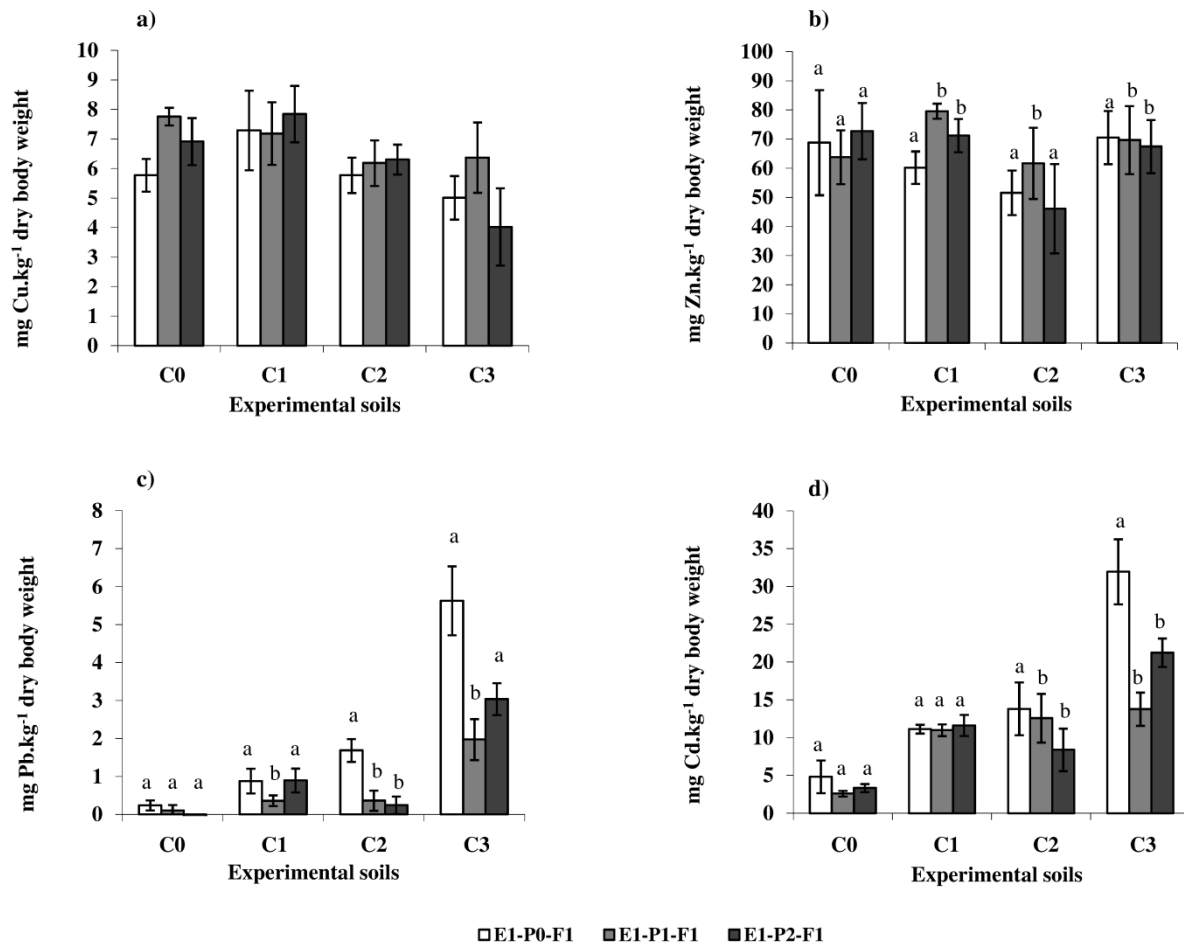 a)
10
9
8
7
6
5
4
3
2
1
0
mg Cu.kg⁻¹ dry body weight
C0 C1 C2 C3
Experimental soils
b)
100
90
80
70
60
50
40
30
20
10
0
mg Zn.kg⁻¹ dry body weight
a a a b b a b a a b b
C0 C1 C2 C3
Experimental soils
c)
8
7
6
5
4
3
2
1
0
mg Pb.kg⁻¹ dry body weight
a a a a b a a b b a b a
C0 C1 C2 C3
Experimental soils
d)
40
35
30
25
20
15
10
5
0
mg Cd.kg⁻¹ dry body weight
a a a a a a a b b a b b
C0 C1 C2 C3
Experimental soils
E1-P0-F1 E1-P1-F1 E1-P2-F1